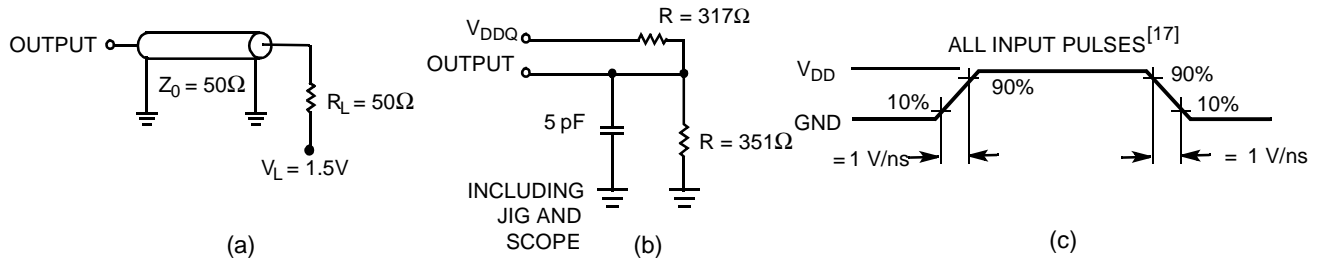 OUTPUT
Z0 = 50Ω
RL = 50Ω
VL = 1.5V
(a)
R = 317Ω
VDDQ
OUTPUT
5 pF
R = 351Ω
INCLUDING
JIG AND
SCOPE
(b)
ALL INPUT PULSES[17]
VDD
90%
90%
10%
10%
GND
= 1 V/ns
= 1 V/ns
(c)